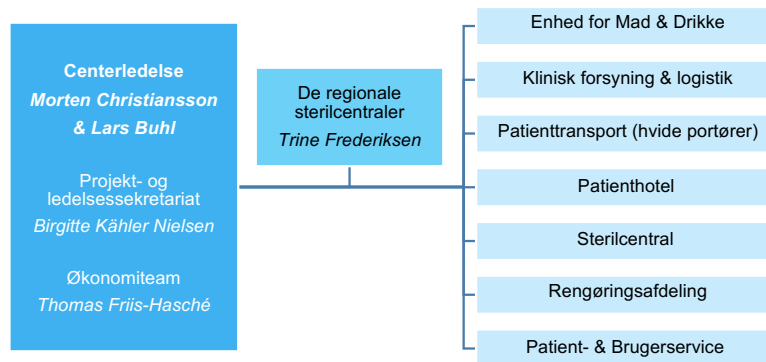 Centerledelse
Morten Christiansson
& Lars Buhl
Projekt- og
ledelsessekretariat
Birgitte Kähler Nielsen
Økonomiteam
Thomas Friis-Hasché
De regionale
sterilcentraler
Trine Frederiksen
Enhed for Mad & Drikke
Klinisk forsyning & logistik
Patienttransport (hvide portører)
Patienthotel
Sterilcentral
Rengøringsafdeling
Patient- & Brugerservice